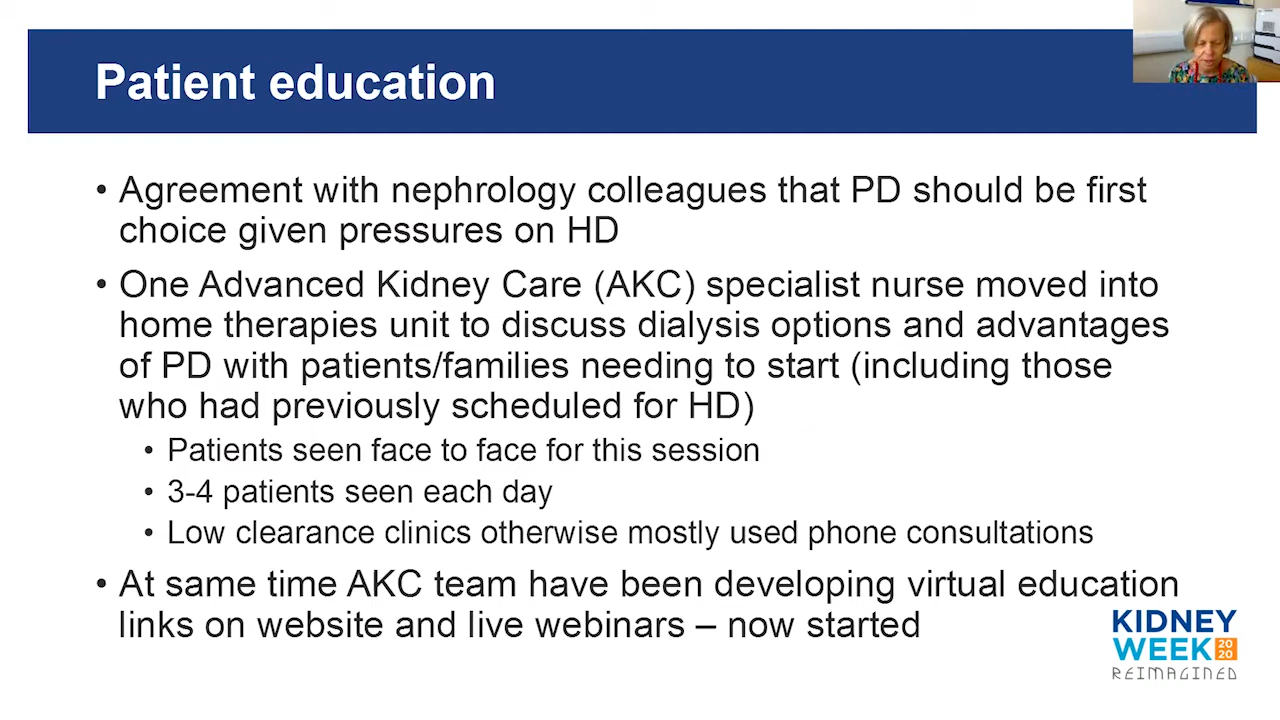 Patient education
• Agreement with nephrology colleagues that PD should be first
choice given pressures on HD
• One Advanced Kidney Care (AKC) specialist nurse moved into
home therapies unit to discuss dialysis options and advantages
of PD with patients/families needing to start (including those
who had previously scheduled for HD)
• Patients seen face to face for this session
• 3-4 patients seen each day
• Low clearance clinics otherwise mostly used phone consultations
• At same time AKC team have been developing virtual education
links on website and live webinars – now started
KIDNEY
WEEK 2020
REIMAGINED